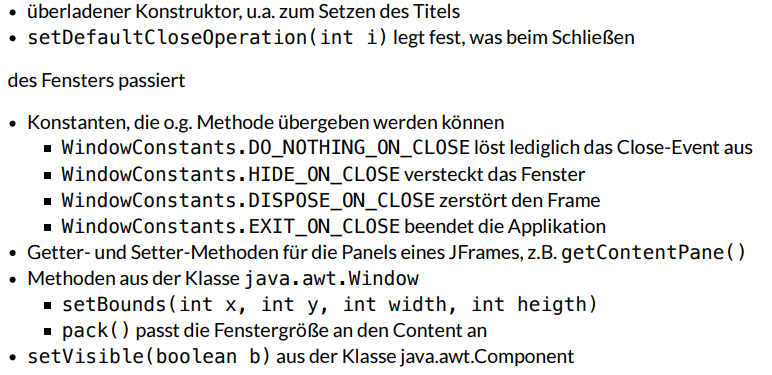 • überladener Konstruktor, u.a. zum Setzen des Titels
• setDefaultCloseOperation(int i) legt fest, was beim Schließen
des Fensters passiert
• Konstanten, die o.g. Methode übergeben werden können
▪ WindowConstants.DO_NOTHING_ON_CLOSE löst lediglich das Close-Event aus
▪ WindowConstants.HIDE_ON_CLOSE versteckt das Fenster
▪ WindowConstants.DISPOSE_ON_CLOSE zerstört den Frame
▪ WindowConstants.EXIT_ON_CLOSE beendet die Applikation
• Getter- und Setter-Methoden für die Panels eines JFrames, z.B. getContentPane()
• Methoden aus der Klasse java.awt.Window
▪ setBounds(int x, int y, int width, int heigth)
▪ pack() passt die Fenstergröße an den Content an
• setVisible(boolean b) aus der Klasse java.awt.Component